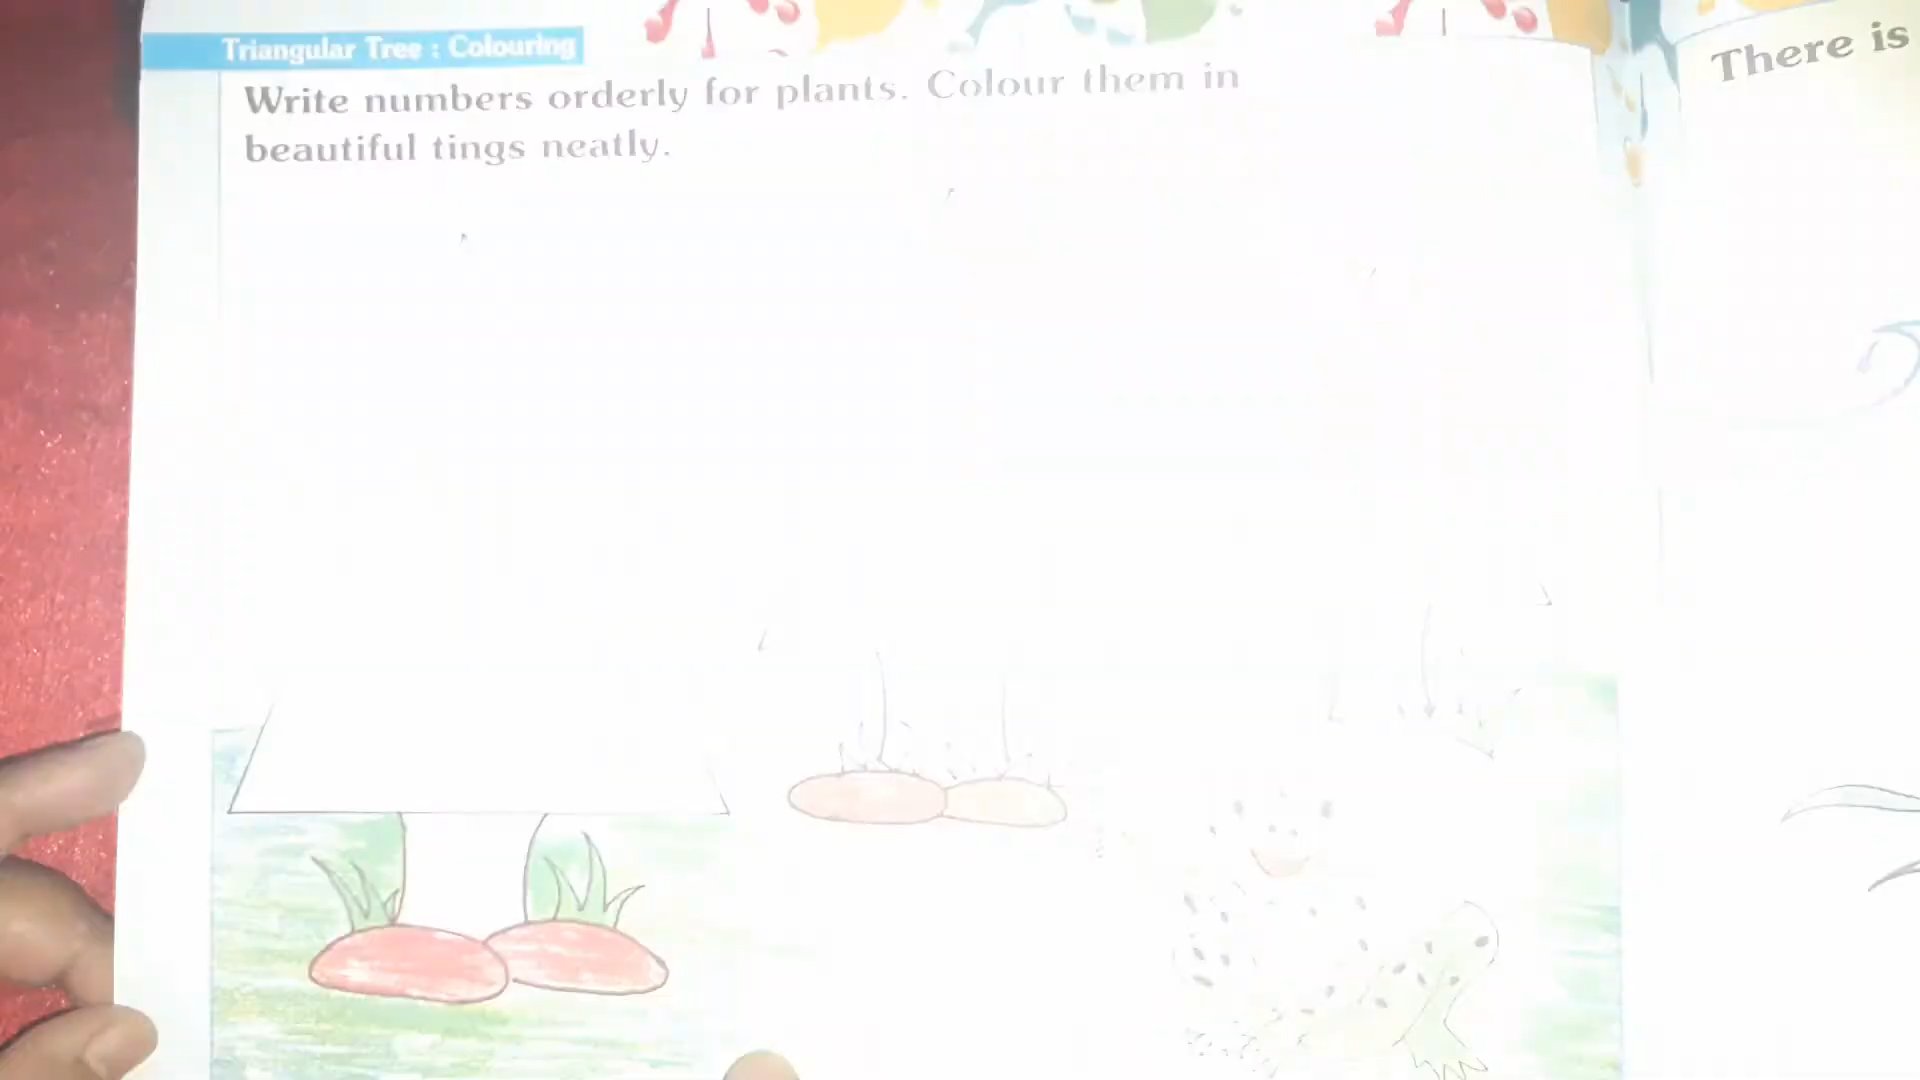 Triangular Tree : Colouring
Write numbers orderly for plants. Colour them in
beautiful tings neatly.
There is